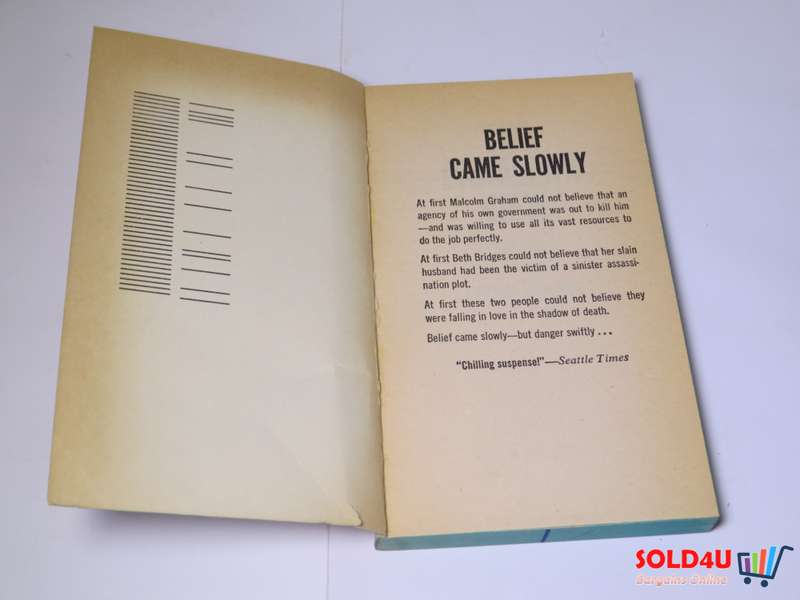 BELIEF
CAME SLOWLY
At first Malcolm Graham could not believe that an
agency of his own government was out to kill him
—and was willing to use all its vast resources to
do the job perfectly.
At first Beth Bridges could not believe that her slain
husband had been the victim of a sinister assassi-
nation plot.
At first these two people could not believe they
were falling in love in the shadow of death.
Belief came slowly—but danger swiftly . . .
“Chilling suspense!”—Seattle Times
SOLD4U
Bargains Online